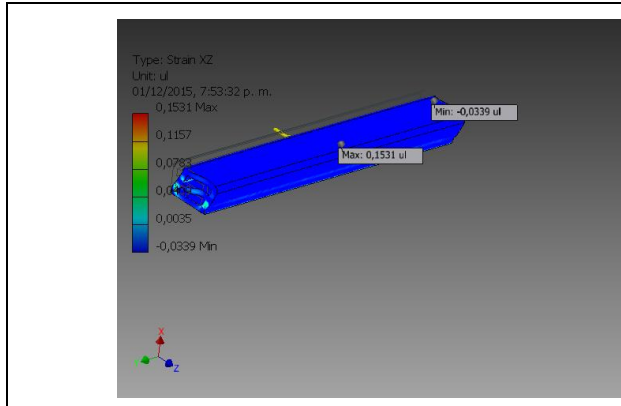 Type: Strain XZ
Unit: ul
01/12/2015, 7:53:32 p. m.
0,1531 Max
0,1157
0,0783
0,0035
-0,0339 Min
Min: -0,0339 ul
Max: 0,1531 ul
X
Z